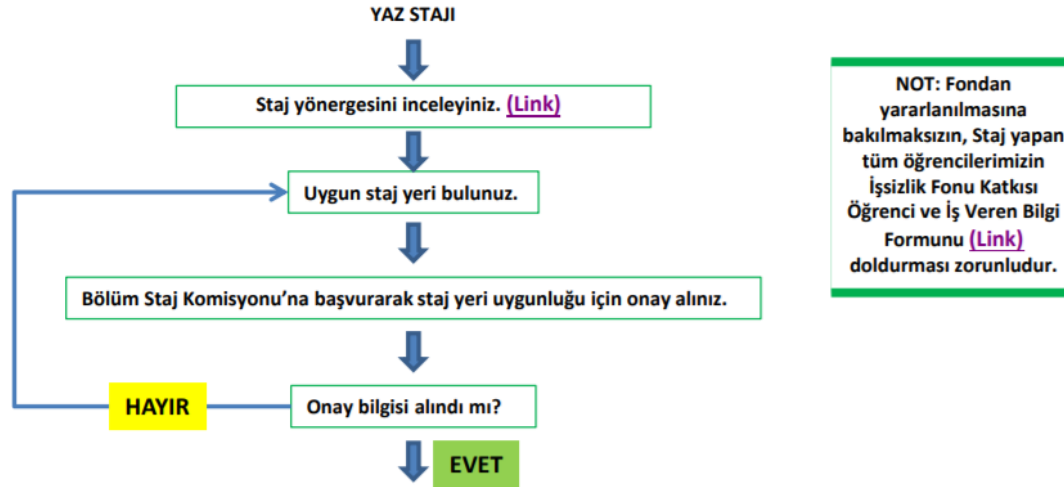 YAZ STAJI
Staj yönergesini inceleyiniz. (Link)
Uygun staj yeri bulunuz.
Bölüm Staj Komisyonu’na başvurarak staj yeri uygunluğu için onay alınız.
HAYIR
Onay bilgisi alındı mı?
EVET
NOT: Fondan
yararlanılmasına
bakılmaksızın, Staj yapan
tüm öğrencilerimizin
İşsizlik Fonu Katkısı
Öğrenci ve İş Veren Bilgi
Formunu (Link)
doldurması zorunludur.